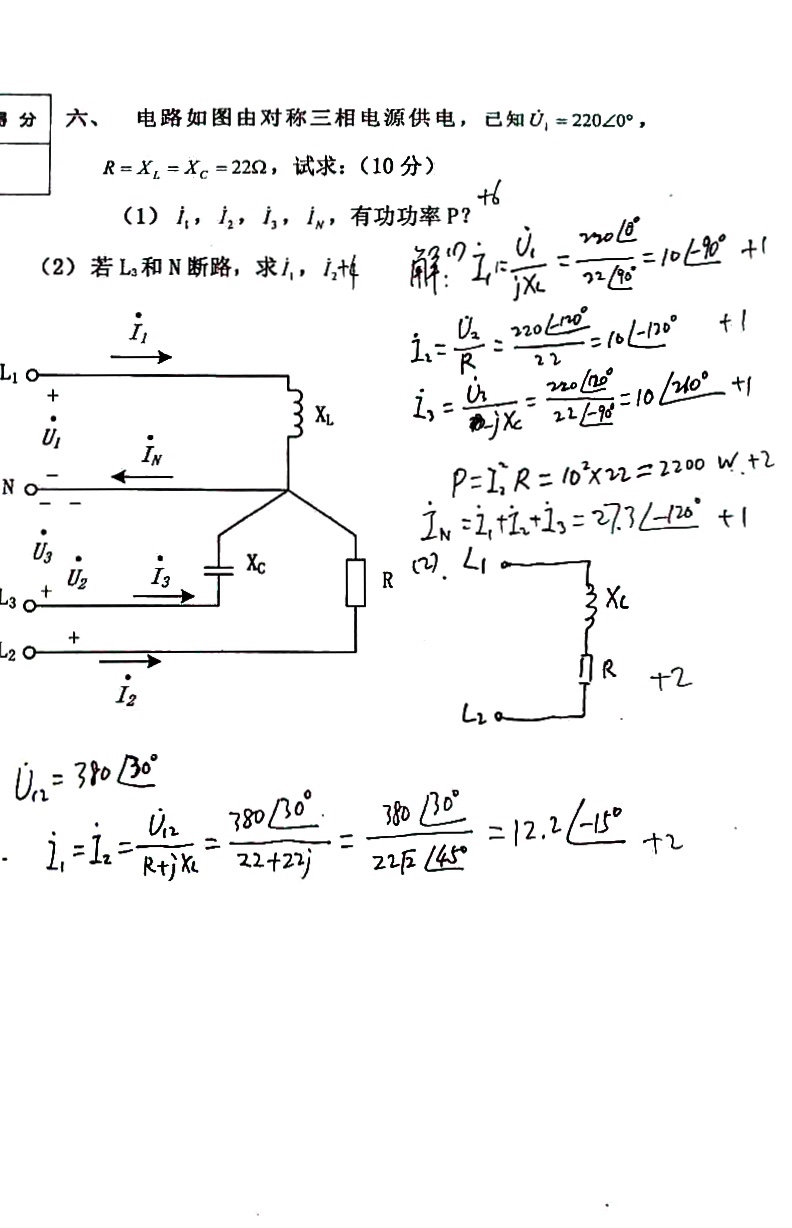 得分
六、 电路如图由对称三相电源供电，已知U̇₁ = 220∠0°，
R = X_L = X_C = 22Ω，试求：（10 分）
（1）İ₁，İ₂，İ₃，İ_N，有功功率 P？ +6
（2）若 L₃和 N 断路，求İ₁，İ₂ +4
İ₁
L₁
+
U̇₁
X_L
İ_N
N
− − −
U̇₃
U̇₂
İ₃
X_C
R
L₃ +
L₂ +
İ₂
解：(1) İ₁ = U̇₁/jX_L = 220∠0°/22∠90° = 10∠-90° +1
İ₂ = U̇₂/R = 220∠-120°/22 = 10∠-120° +1
İ₃ = U̇₃/-jX_C = 220∠120°/22∠-90° = 10∠210° +1
P = I₂² R = 10² × 22 = 2200 W. +2
İ_N = İ₁ + İ₂ + İ₃ = 27.3∠-120° +1
(2). L₁
X_L
R +2
L₂
U̇₁₂ = 380∠30°
İ₁ = İ₂ = U̇₁₂/R+jX_L = 380∠30°/22+22j = 380∠30°/22√2∠45° = 12.2∠-15° +2